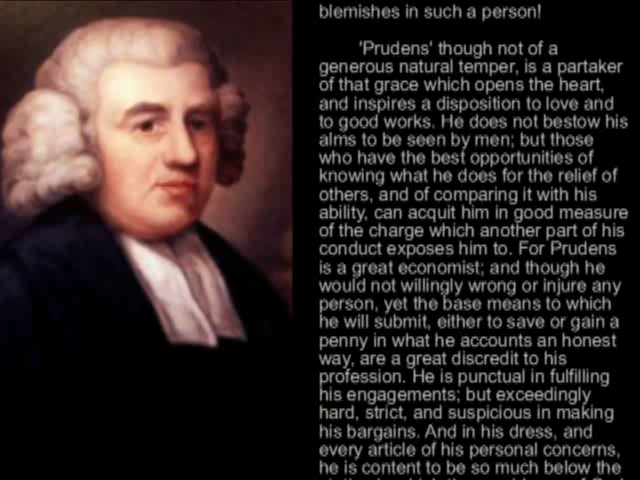 blemishes in such a person!
'Prudens' though not of a
generous natural temper, is a partaker
of that grace which opens the heart,
and inspires a disposition to love and
to good works. He does not bestow his
alms to be seen by men; but those
who have the best opportunities of
knowing what he does for the relief of
others, and of comparing it with his
ability, can acquit him in good measure
of the charge which another part of his
conduct exposes him to. For Prudens
is a great economist; and though he
would not willingly wrong or injure any
person, yet the base means to which
he will submit, either to save or gain a
penny in what he accounts an honest
way, are a great discredit to his
profession. He is punctual in fulfilling
his engagements; but exceedingly
hard, strict, and suspicious in making
his bargains. And in his dress, and
every article of his personal concerns,
he is content to be so much below the